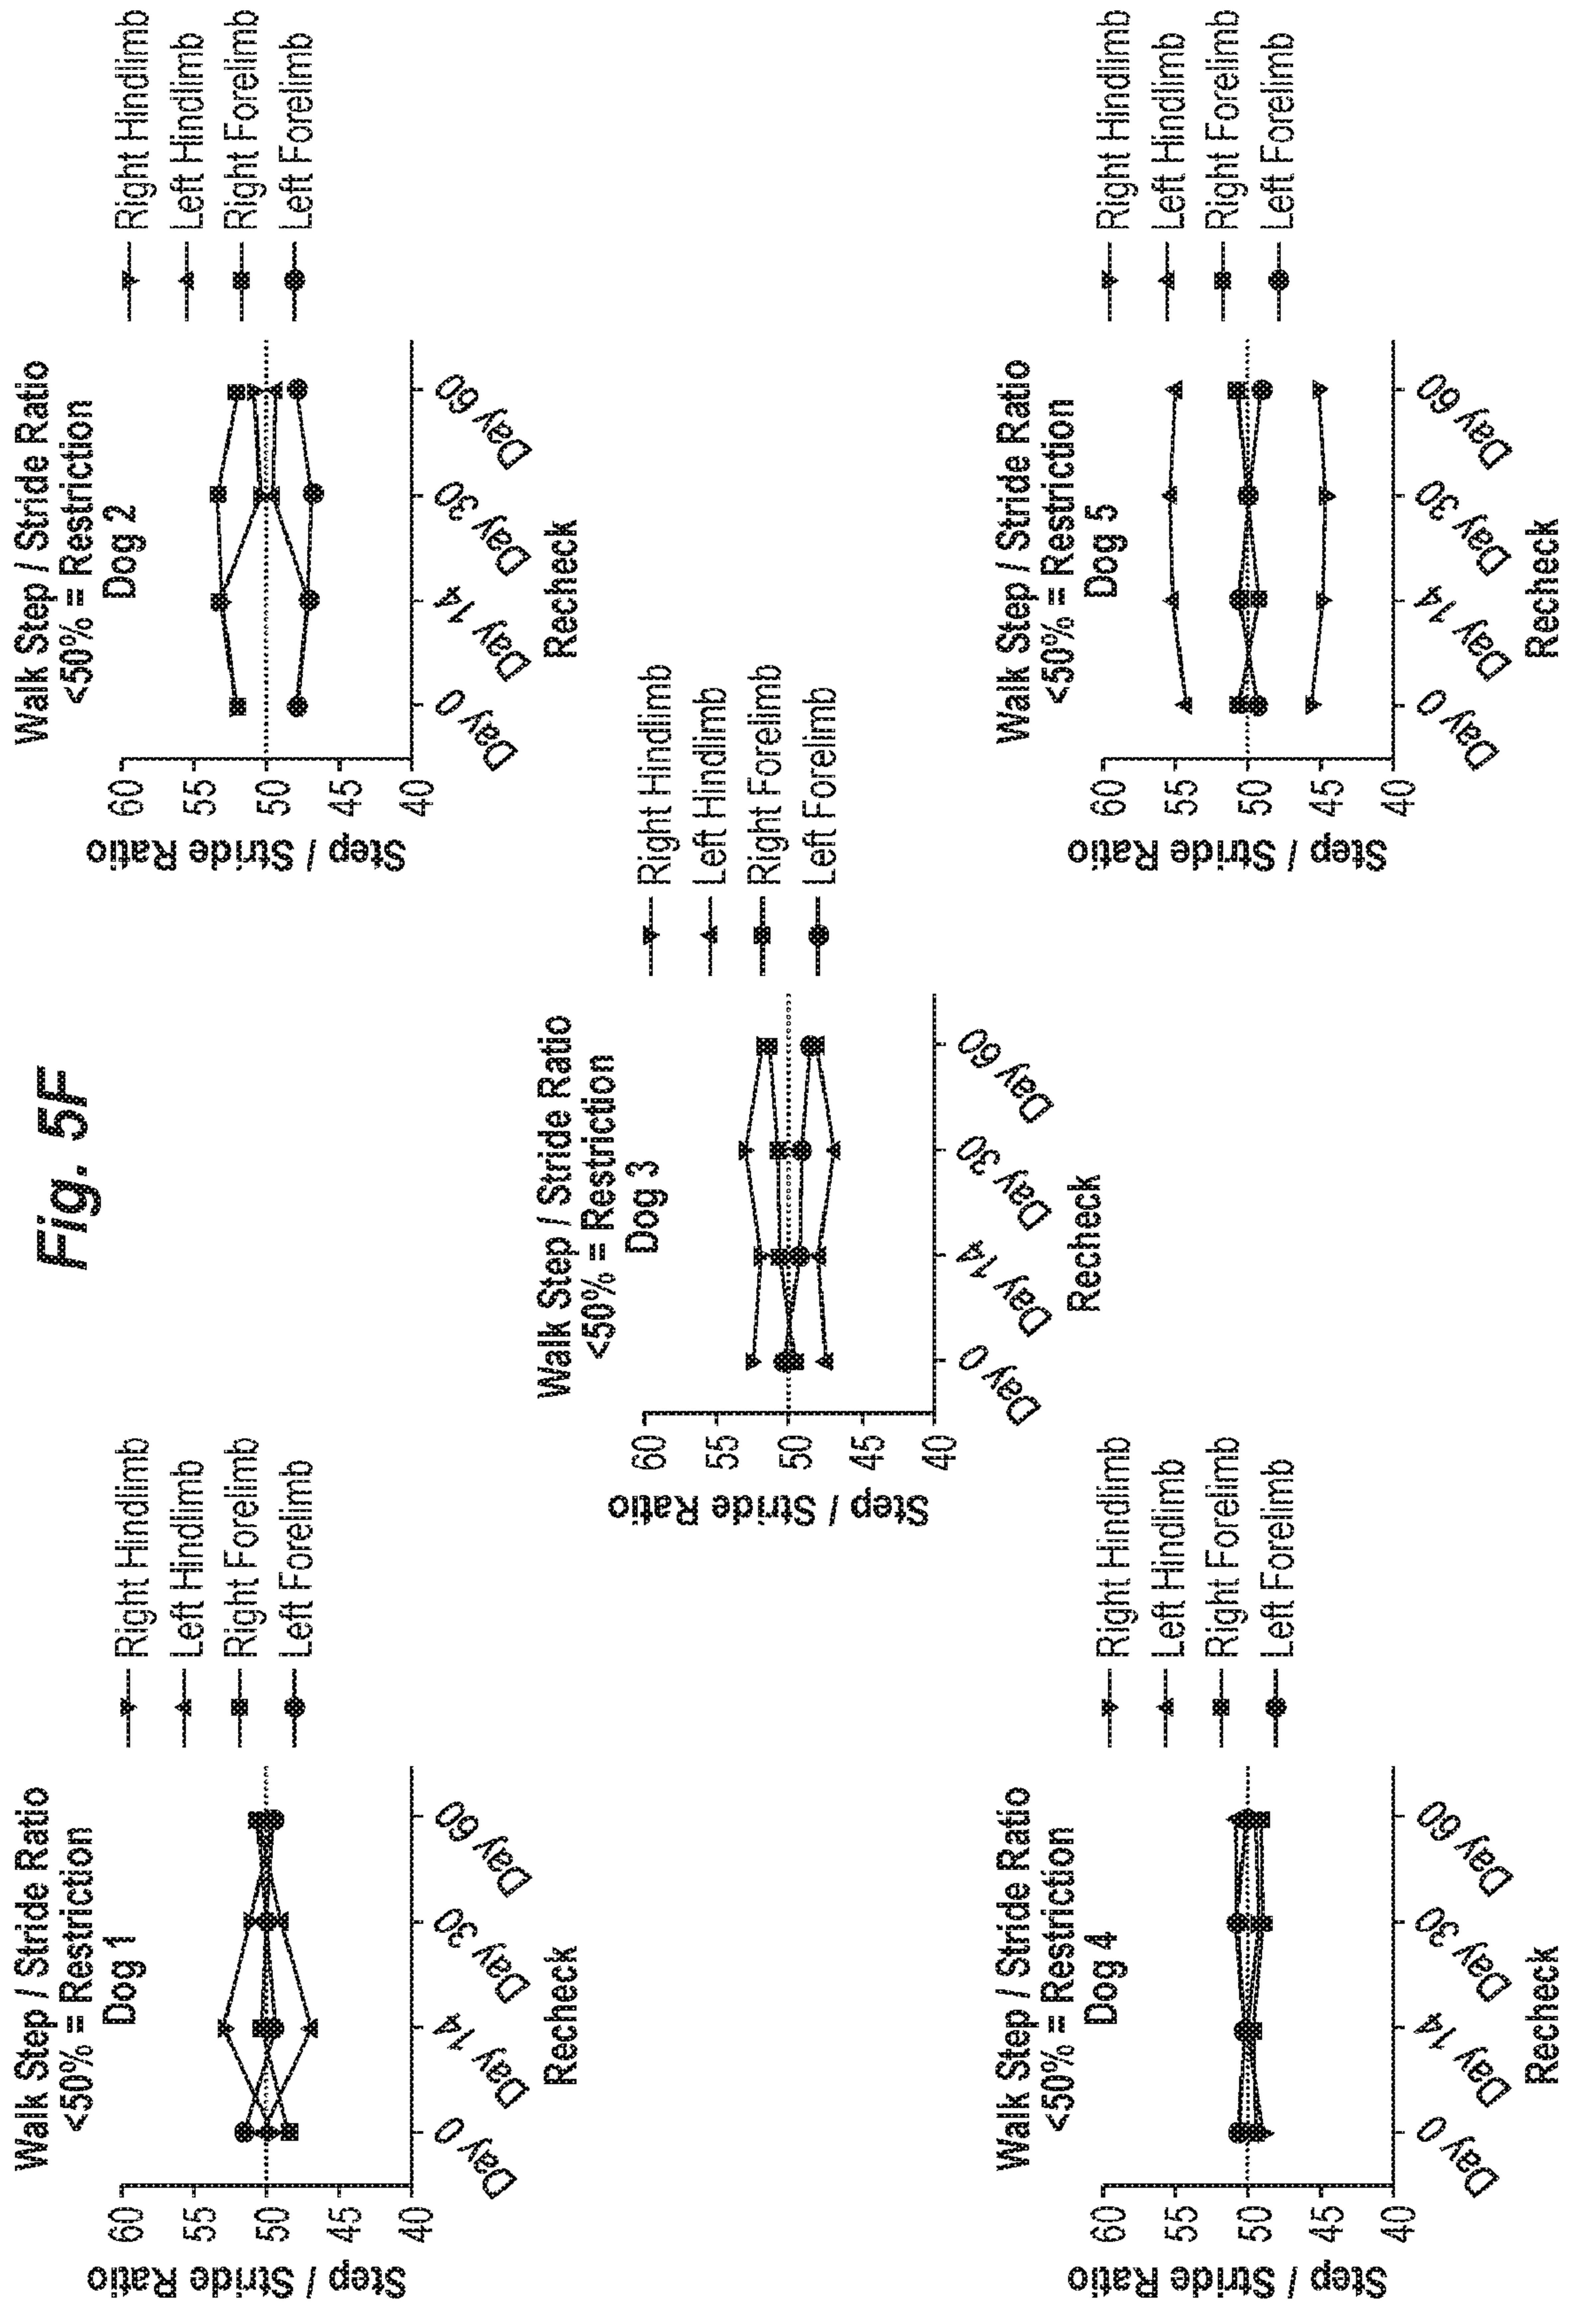 Fig. 5F
Walk Step / Stride Ratio
<50% = Restriction
Dog 1
Step / Stride Ratio
60
55
50
45
40
Day 0
Day 14
Day 30
Day 60
Recheck
Right Hindlimb
Left Hindlimb
Right Forelimb
Left Forelimb
Walk Step / Stride Ratio
<50% = Restriction
Dog 2
Step / Stride Ratio
60
55
50
45
40
Day 0
Day 14
Day 30
Day 60
Recheck
Right Hindlimb
Left Hindlimb
Right Forelimb
Left Forelimb
Walk Step / Stride Ratio
<50% = Restriction
Dog 3
Step / Stride Ratio
60
55
50
45
40
Day 0
Day 14
Day 30
Day 60
Recheck
Right Hindlimb
Left Hindlimb
Right Forelimb
Left Forelimb
Walk Step / Stride Ratio
<50% = Restriction
Dog 4
Step / Stride Ratio
60
55
50
45
40
Day 0
Day 14
Day 30
Day 60
Recheck
Right Hindlimb
Left Hindlimb
Right Forelimb
Left Forelimb
Walk Step / Stride Ratio
<50% = Restriction
Dog 5
Step / Stride Ratio
60
55
50
45
40
Day 0
Day 14
Day 30
Day 60
Recheck
Right Hindlimb
Left Hindlimb
Right Forelimb
Left Forelimb